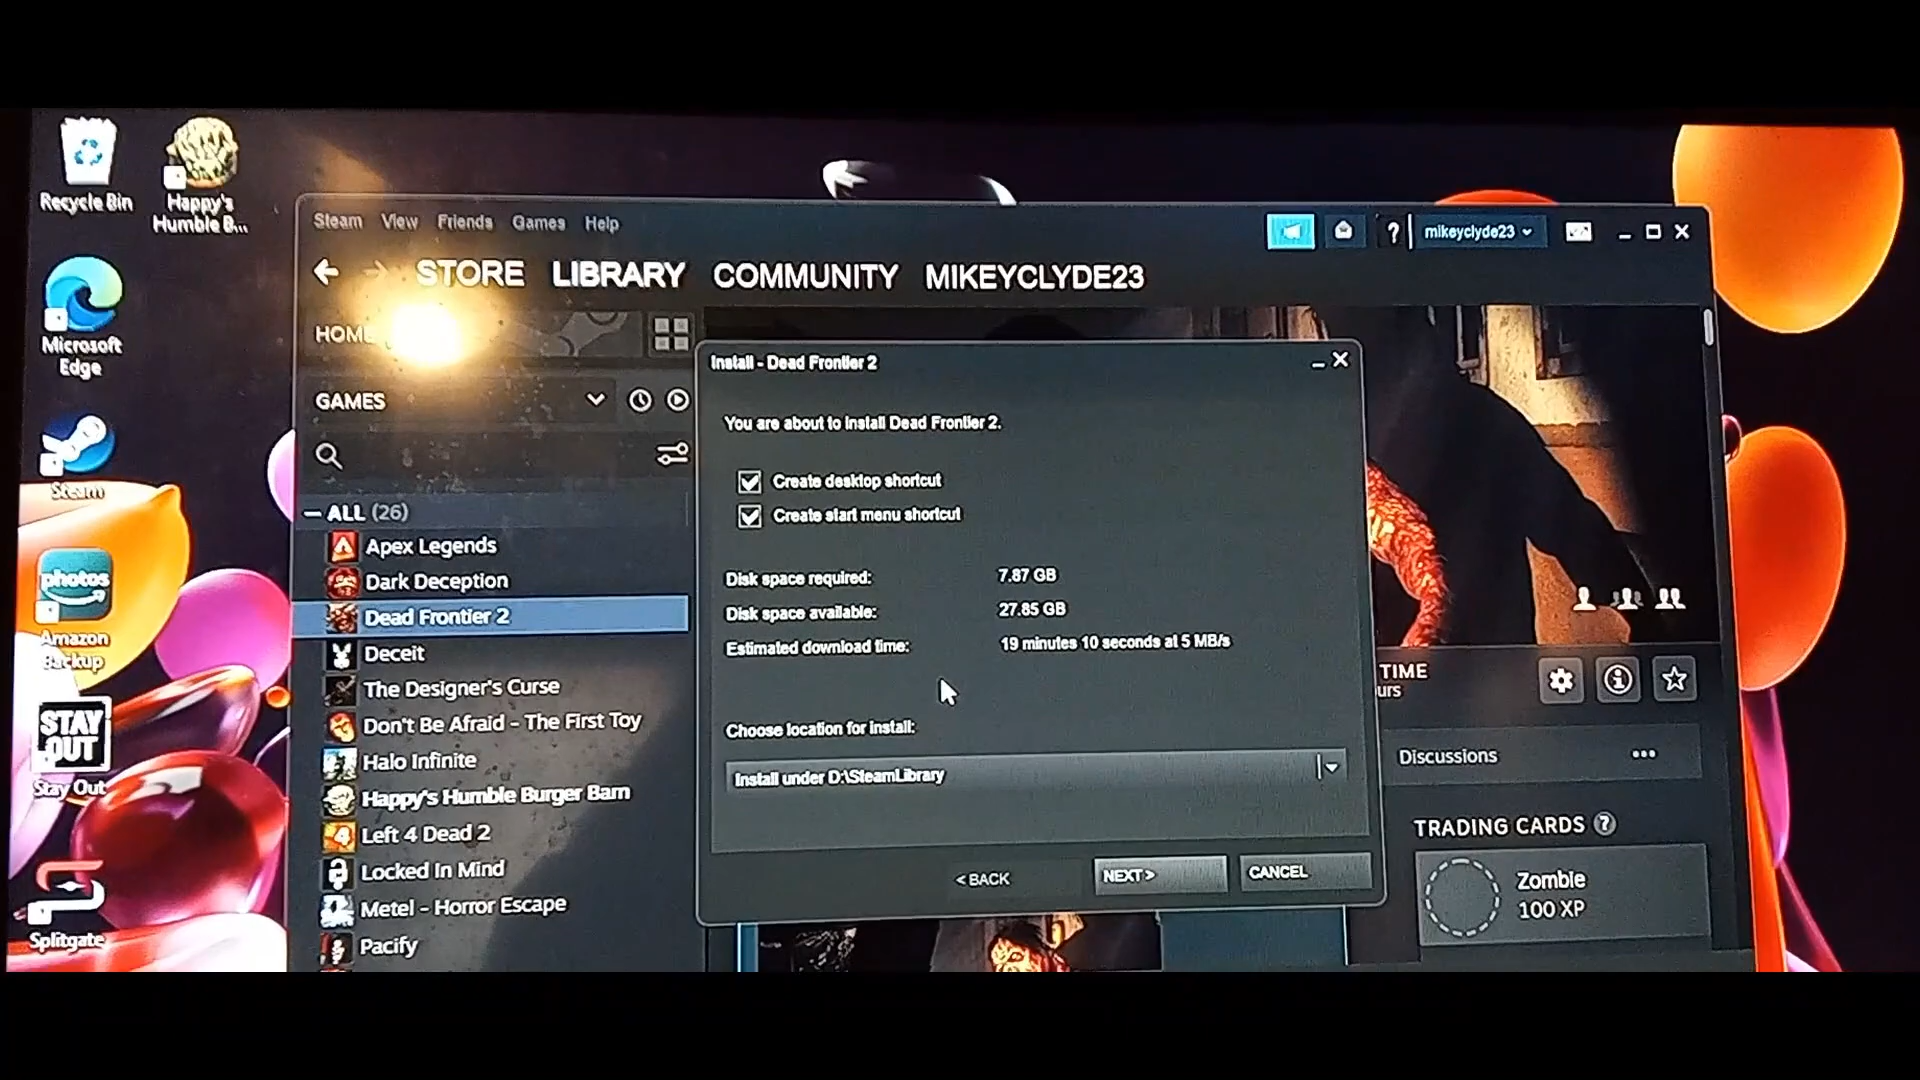 Recycle Bin
Happy's
Humble B...
Microsoft
Edge
Steam
photos
Amazon
Backup
STAY
OUT
Stay Out
Splitgate
Steam View Friends Games Help
? mikeyclyde23
STORE LIBRARY COMMUNITY MIKEYCLYDE23
HOME
GAMES
— ALL (26)
Apex Legends
Dark Deception
Dead Frontier 2
Deceit
The Designer's Curse
Don't Be Afraid - The First Toy
Halo Infinite
Happy's Humble Burger Barn
Left 4 Dead 2
Locked In Mind
Metel - Horror Escape
Pacify
Install - Dead Frontier 2
You are about to install Dead Frontier 2.
Create desktop shortcut
Create start menu shortcut
Disk space required: 7.87 GB
Disk space available: 27.85 GB
Estimated download time: 19 minutes 10 seconds at 5 MB/s
Choose location for install:
Install under D:\SteamLibrary
< BACK NEXT > CANCEL
TIME
urs
Discussions ...
TRADING CARDS ?
Zombie
100 XP